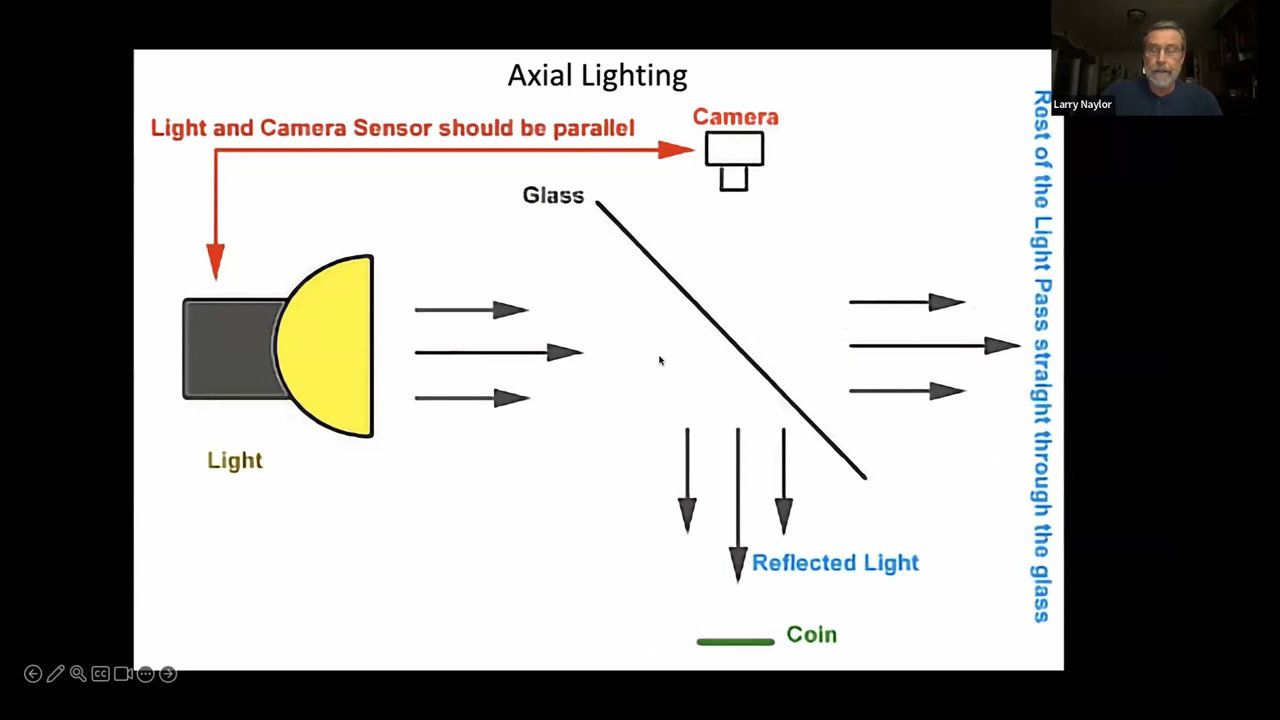 Axial Lighting
Larry Naylor
Light and Camera Sensor should be parallel
Camera
Glass
Light
Reflected Light
Coin
Rest of the Light Pass straight through the glass
CC